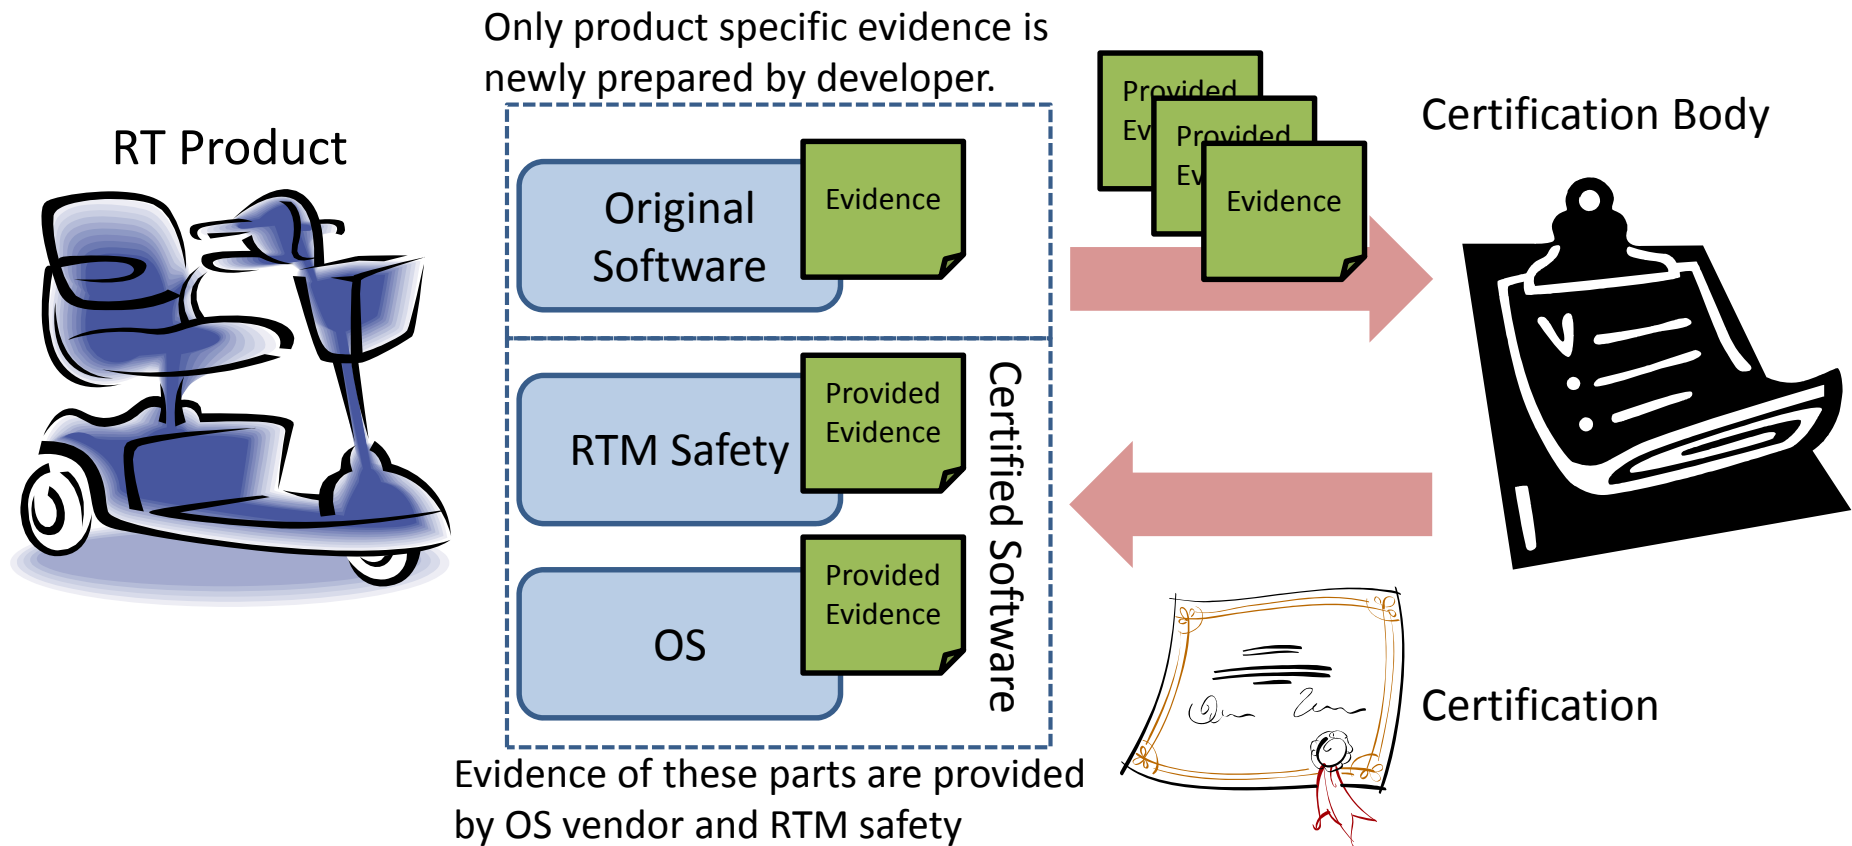 Only product specific evidence is
newly prepared by developer.
RT Product
Original
Software
Evidence
RTM Safety
Provided
Evidence
OS
Provided
Evidence
Certified Software
Evidence of these parts are provided
by OS vendor and RTM safety
Provided
Ev
Provided
Ev
Evidence
Certification Body
Certification